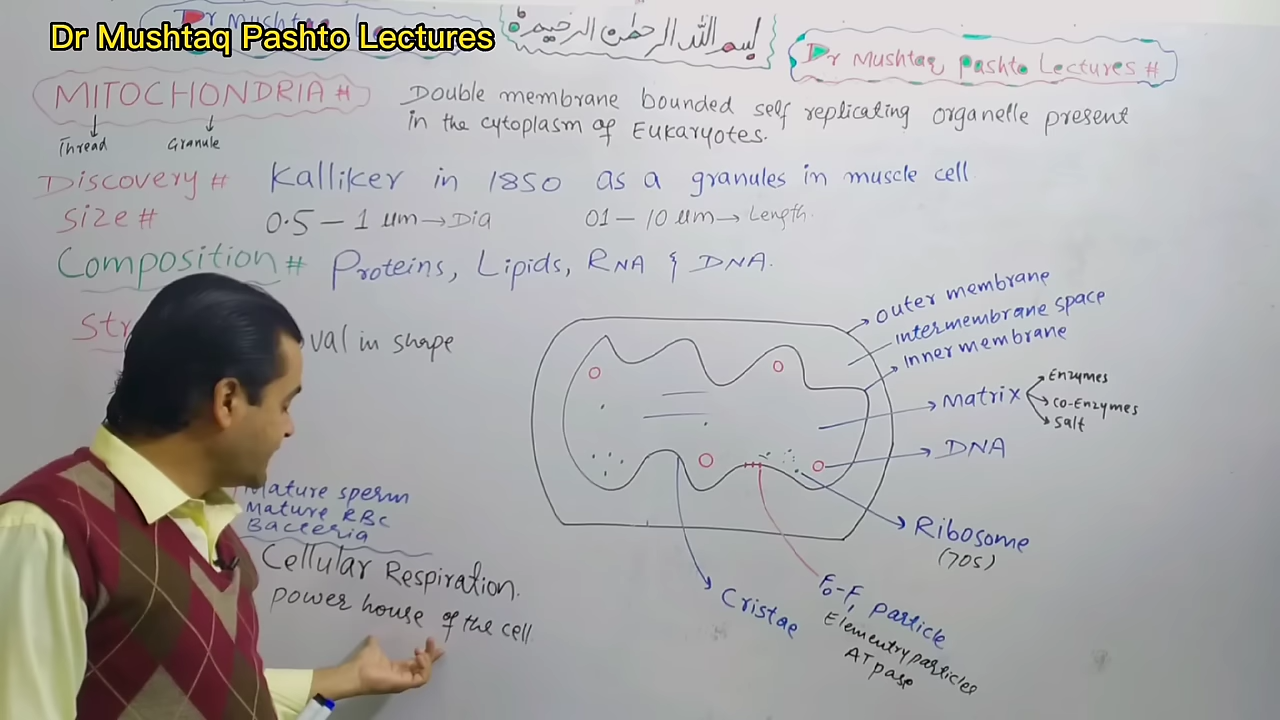 Dr Mushtaq Pashto Lectures
بسم الله الرحمن الرحيم
Dr Mushtaq Pashto Lectures #
MITOCHONDRIA #
Thread
Granule
Double membrane bounded self replicating organelle present
in the cytoplasm of Eukaryotes.
Discovery # Kalliker in 1850 as a granules in muscle cell
Size # 0.5 – 1 um → Dia 01 – 10 um → Length.
Composition # Proteins, Lipids, RNA & DNA.
val in shape
outer membrane
intermembrane space
inner membrane
Matrix
Enzymes
Co-Enzymes
Salt
DNA
Ribosome
(70S)
F0-F1 particle
Elementry particles
ATpase
Cristae
Mature sperm
Mature RBC
Bacteria
Cellular Respiration.
power house of the cell